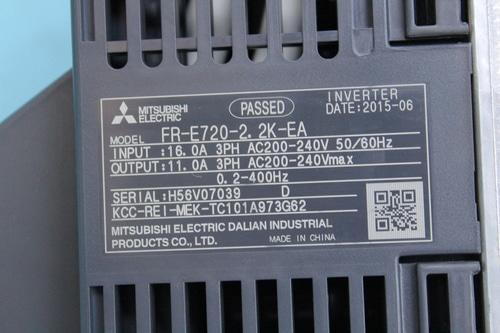 MITSUBISHI
ELECTRIC
PASSED
INVERTER
DATE:2015-06
MODEL FR-E720-2.2K-EA
INPUT :16.0A 3PH AC200-240V 50/60Hz
OUTPUT:11.0A 3PH AC200-240Vmax
0.2-400Hz
SERIAL:H56V07039 D
KCC-REI-MEK-TC101A973G62
MITSUBISHI ELECTRIC DALIAN INDUSTRIAL
PRODUCTS CO., LTD. MADE IN CHINA